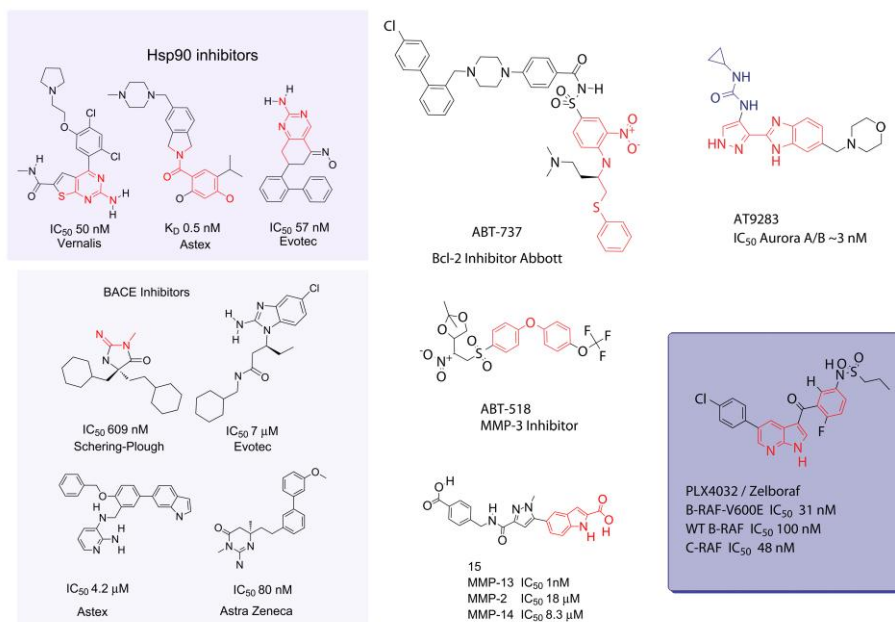 Hsp90 inhibitors
IC50 50 nM
Vernalis
KD 0.5 nM
Astex
IC50 57 nM
Evotec
ABT-737
Bcl-2 Inhibitor Abbott
AT9283
IC50 Aurora A/B ~3 nM
BACE Inhibitors
IC50 609 nM
Schering-Plough
IC50 7 μM
Evotec
IC50 4.2 μM
Astex
IC50 80 nM
Astra Zeneca
ABT-518
MMP-3 Inhibitor
15
MMP-13 IC50 1nM
MMP-2 IC50 18 μM
MMP-14 IC50 8.3 μM
PLX4032 / Zelboraf
B-RAF-V600E IC50 31 nM
WT B-RAF IC50 100 nM
C-RAF IC50 48 nM